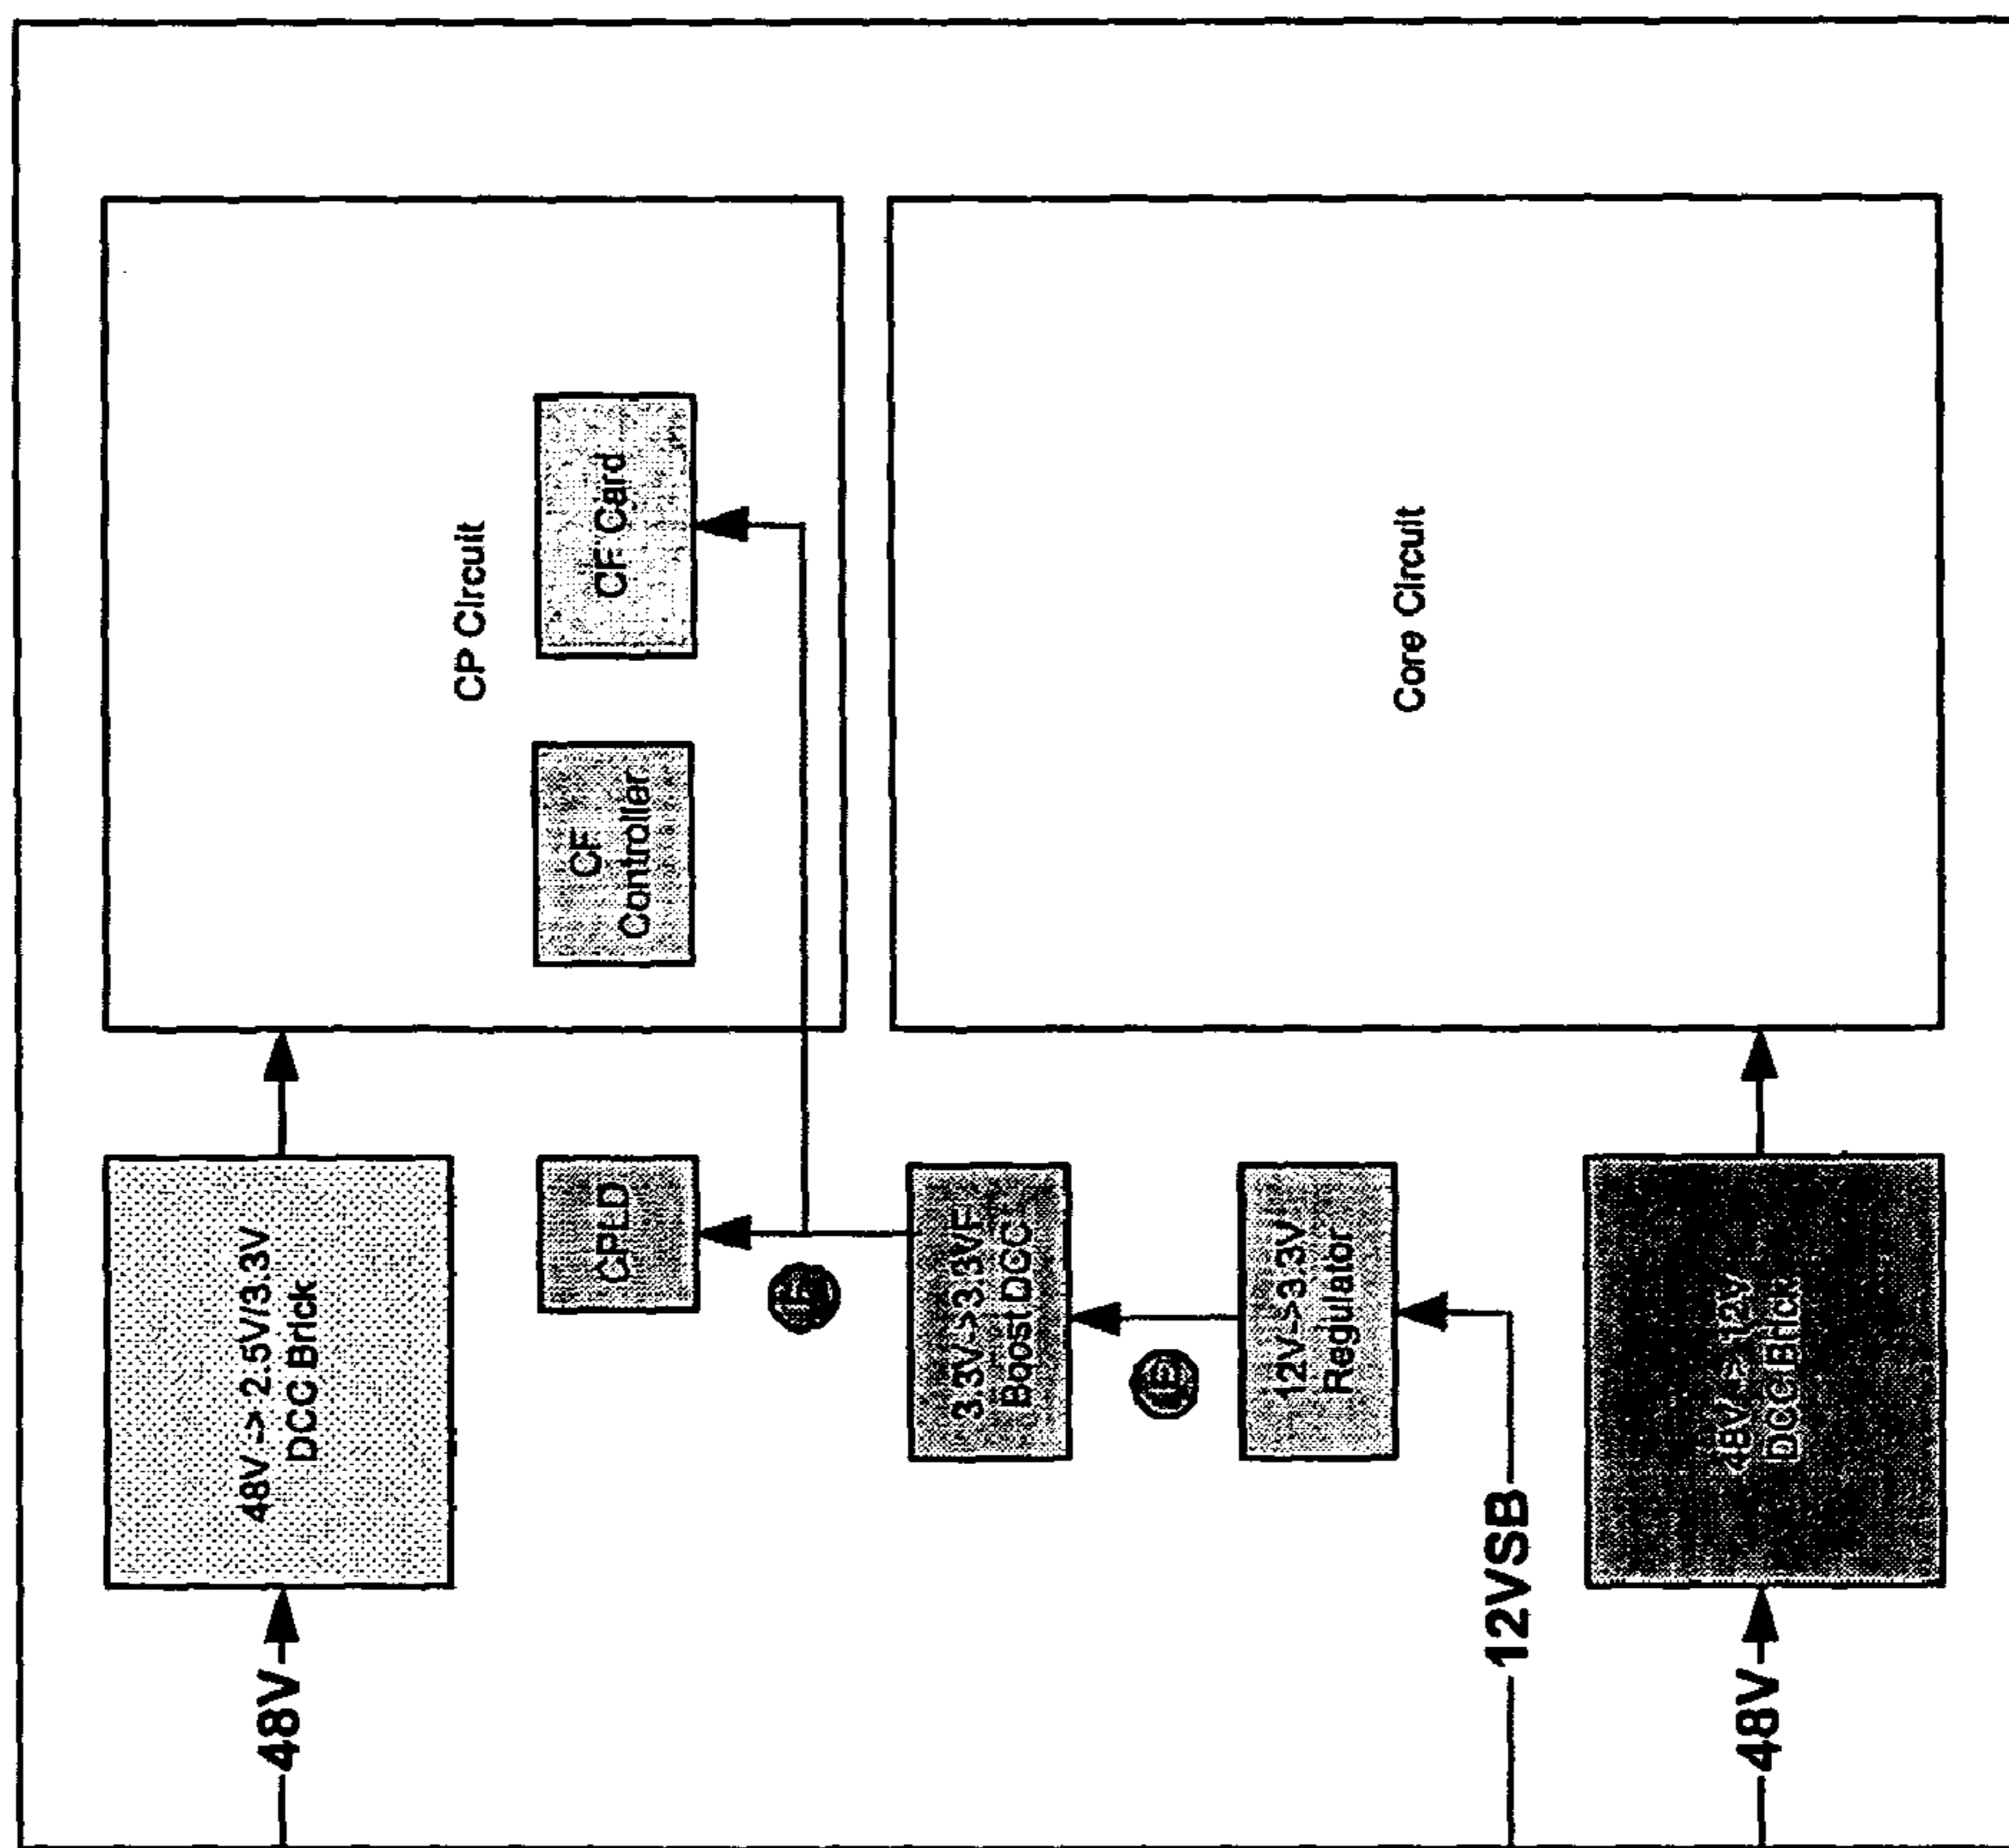 CP Circuit
CF Card
CF
Controller
Core Circuit
48V -> 2.5V/3.3V
DCC Brick
CPLD
3.3V->3.3VF
Boost DCC
12V->3.3V
Regulator
48V -> 12V
DCC Brick
48V
12VSB
48V